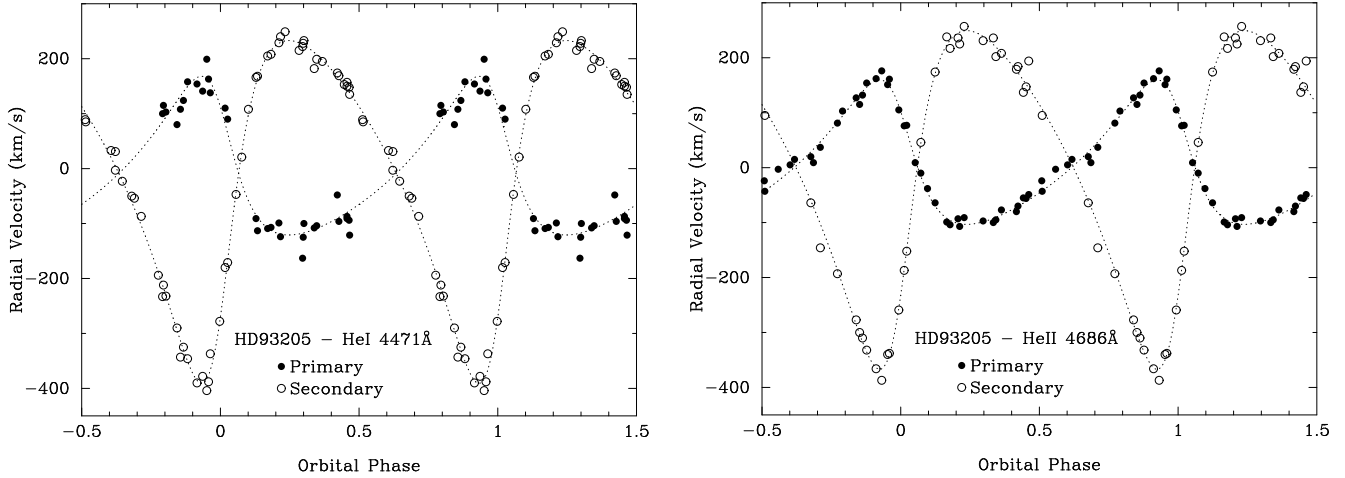 200
0
−200
−400
Radial Velocity (km/s)
HD93205 − HeI 4471Å
Primary
Secondary
−0.5
0
0.5
1
1.5
Orbital Phase
200
0
−200
−400
Radial Velocity (km/s)
HD93205 − HeII 4686Å
Primary
Secondary
−0.5
0
0.5
1
1.5
Orbital Phase